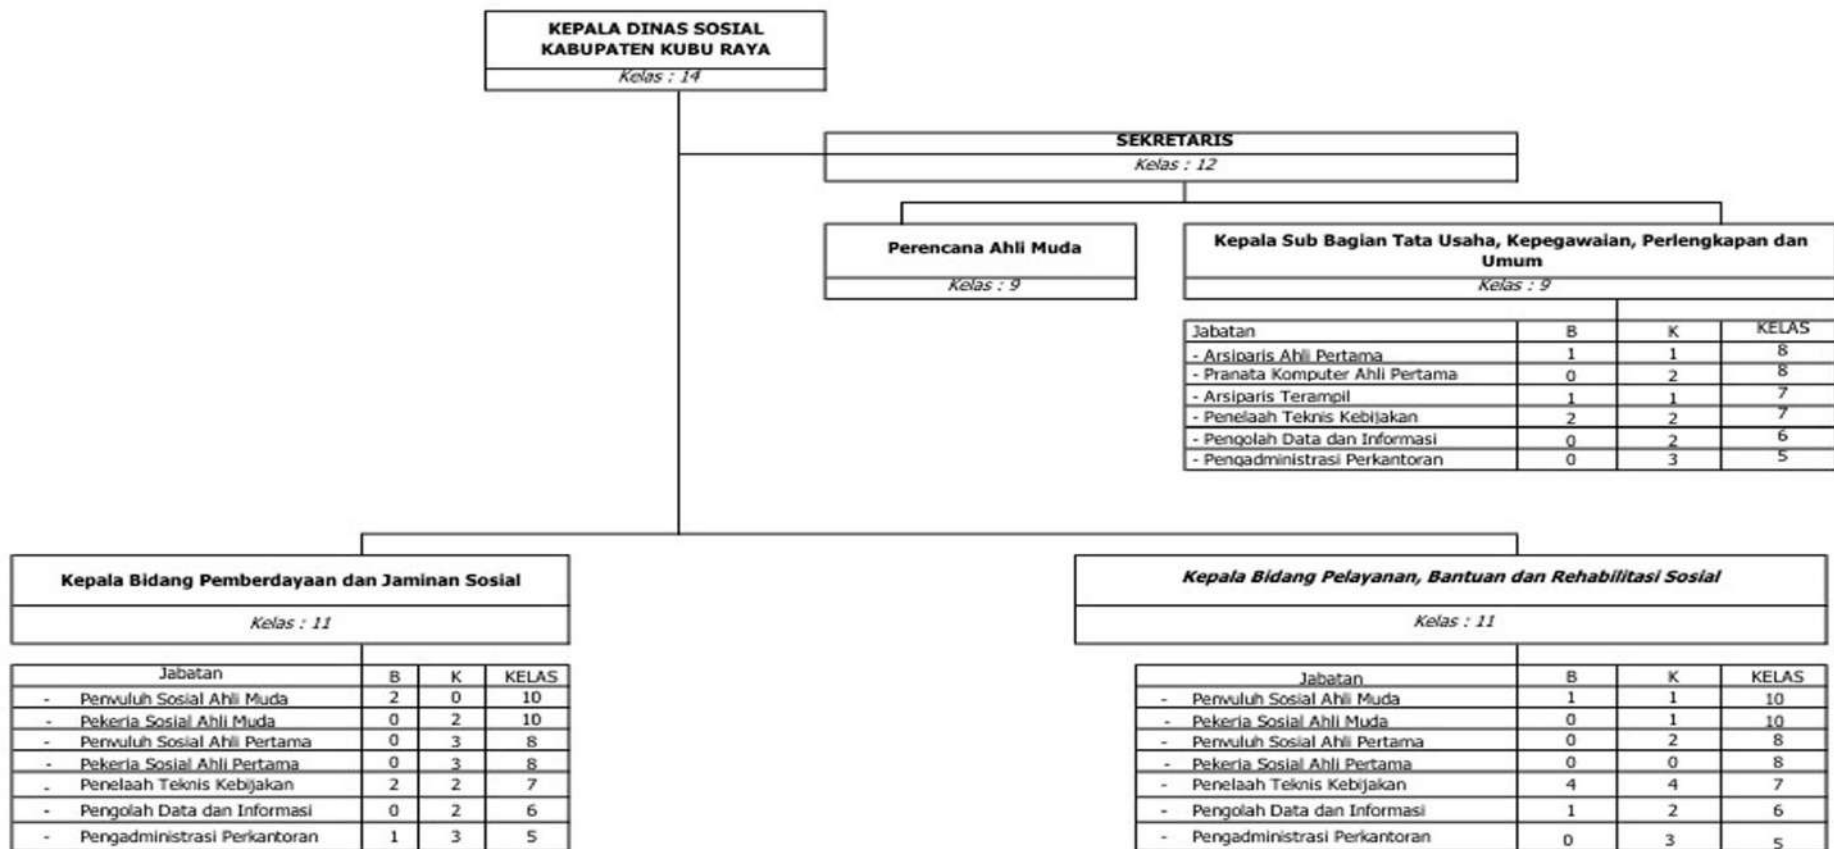 KEPALA DINAS SOSIAL
KABUPATEN KUBU RAYA
Kelas : 14
SEKRETARIS
Kelas : 12
Perencana Ahli Muda
Kelas : 9
Kepala Sub Bagian Tata Usaha, Kepegawaian, Perlengkapan dan
Umum
Kelas : 9
Jabatan B K KELAS
- Arsiparis Ahli Pertama 1 1 8
- Pranata Komputer Ahli Pertama 0 2 8
- Arsiparis Terampil 1 1 7
- Penelaah Teknis Kebijakan 2 2 7
- Pengolah Data dan Informasi 0 2 6
- Pengadministrasi Perkantoran 0 3 5
Kepala Bidang Pemberdayaan dan Jaminan Sosial
Kelas : 11
Jabatan B K KELAS
- Penyuluh Sosial Ahli Muda 2 0 10
- Pekerja Sosial Ahli Muda 0 2 10
- Penyuluh Sosial Ahli Pertama 0 3 8
- Pekerja Sosial Ahli Pertama 0 3 8
- Penelaah Teknis Kebijakan 2 2 7
- Pengolah Data dan Informasi 0 2 6
- Pengadministrasi Perkantoran 1 3 5
Kepala Bidang Pelayanan, Bantuan dan Rehabilitasi Sosial
Kelas : 11
Jabatan B K KELAS
- Penyuluh Sosial Ahli Muda 1 1 10
- Pekerja Sosial Ahli Muda 0 1 10
- Penyuluh Sosial Ahli Pertama 0 2 8
- Pekerja Sosial Ahli Pertama 0 0 8
- Penelaah Teknis Kebijakan 4 4 7
- Pengolah Data dan Informasi 1 2 6
- Pengadministrasi Perkantoran 0 3 5